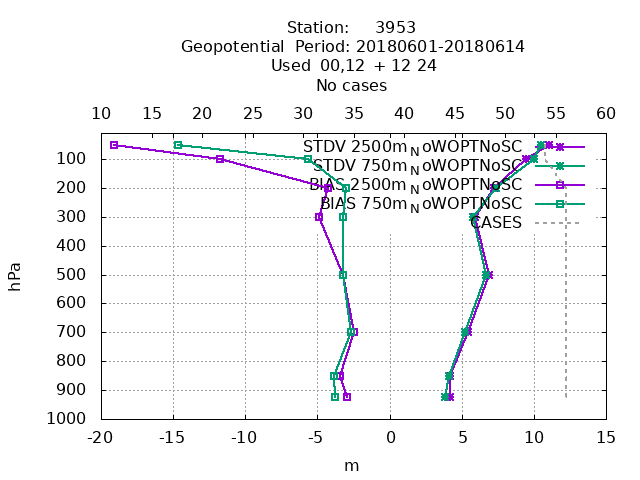 Station: 3953
Geopotential Period: 20180601-20180614
Used 00,12 + 12 24
No cases
10 15 20 25 30 35 40 45 50 55 60
STDV 2500m_NoWOPTNoSC
STDV 750m_NoWOPTNoSC
BIAS 2500m_NoWOPTNoSC
BIAS 750m_NoWOPTNoSC
CASES
100
200
300
400
500
600
700
800
900
1000
hPa
-20 -15 -10 -5 0 5 10 15
m